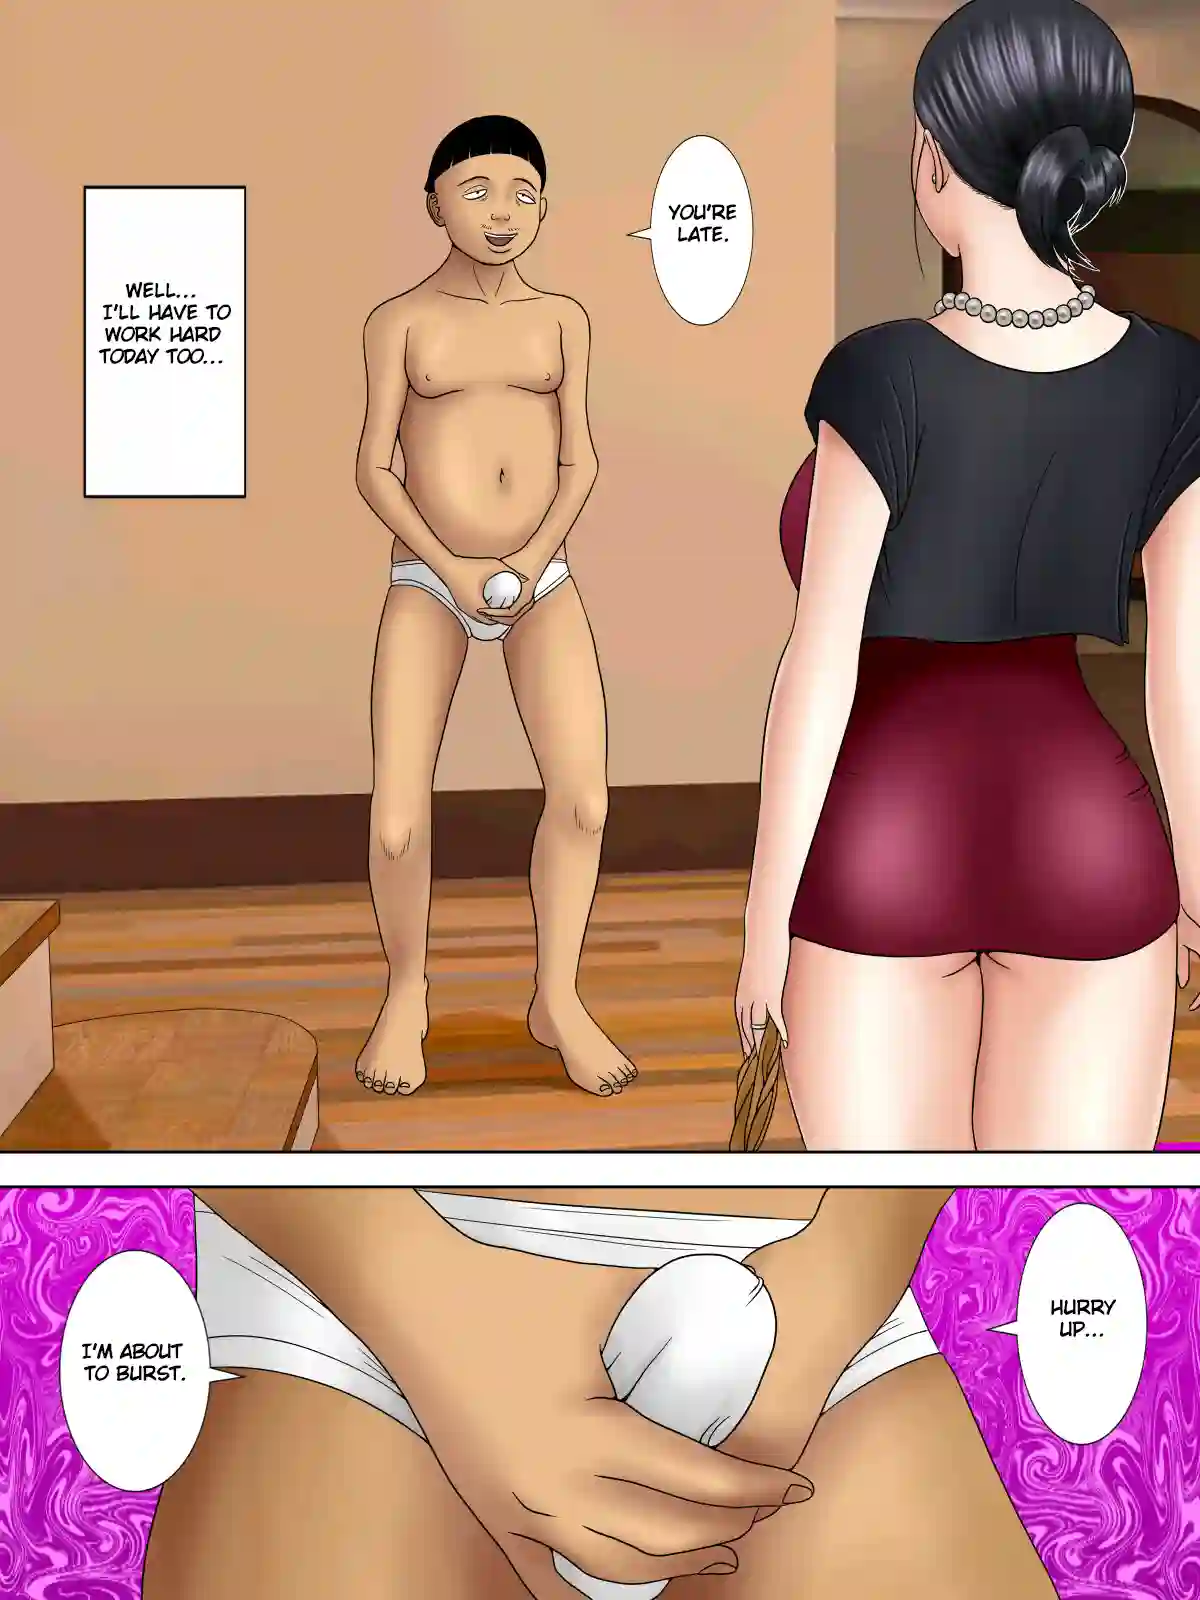 WELL...
I'LL HAVE TO
WORK HARD
TODAY TOO...
YOU'RE
LATE.
I'M ABOUT
TO BURST.
HURRY
UP...